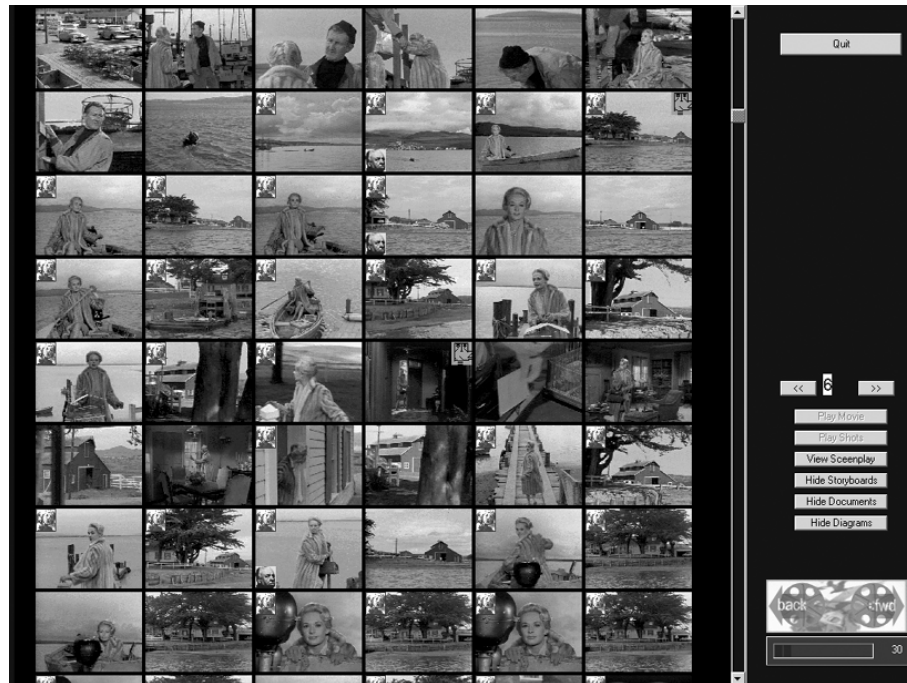 Quit
<<
6
>>
Play Movie
Play Shots
View Sceenplay
Hide Storyboards
Hide Documents
Hide Diagrams
back
fwd
30